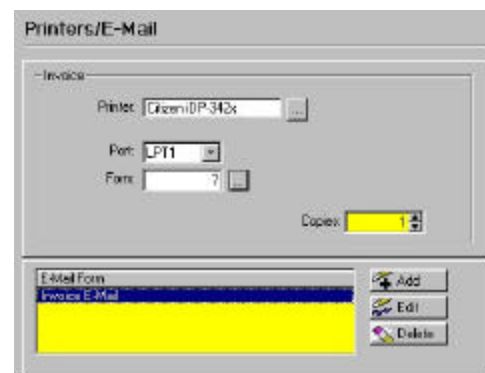 Printers/E-Mail
Invoice
Printer: Citizen iDP-342x ...
Port: LPT1
Form: 7 ...
Copies: 1
E-Mail Form
Add
Invoice E-Mail
Edit
Delete